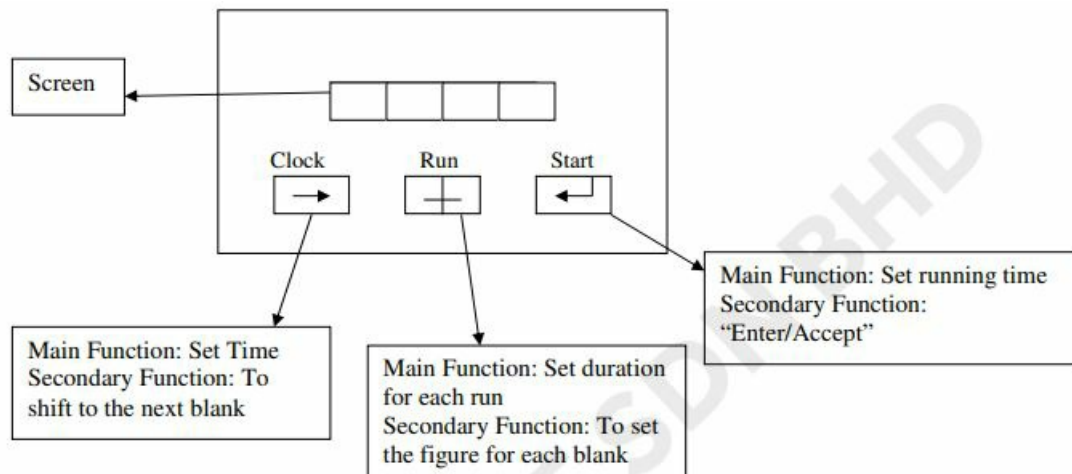 Screen
Clock
Run
Start
Main Function: Set running time
Secondary Function:
“Enter/Accept”
Main Function: Set Time
Secondary Function: To
shift to the next blank
Main Function: Set duration
for each run
Secondary Function: To set
the figure for each blank
SDN BHD